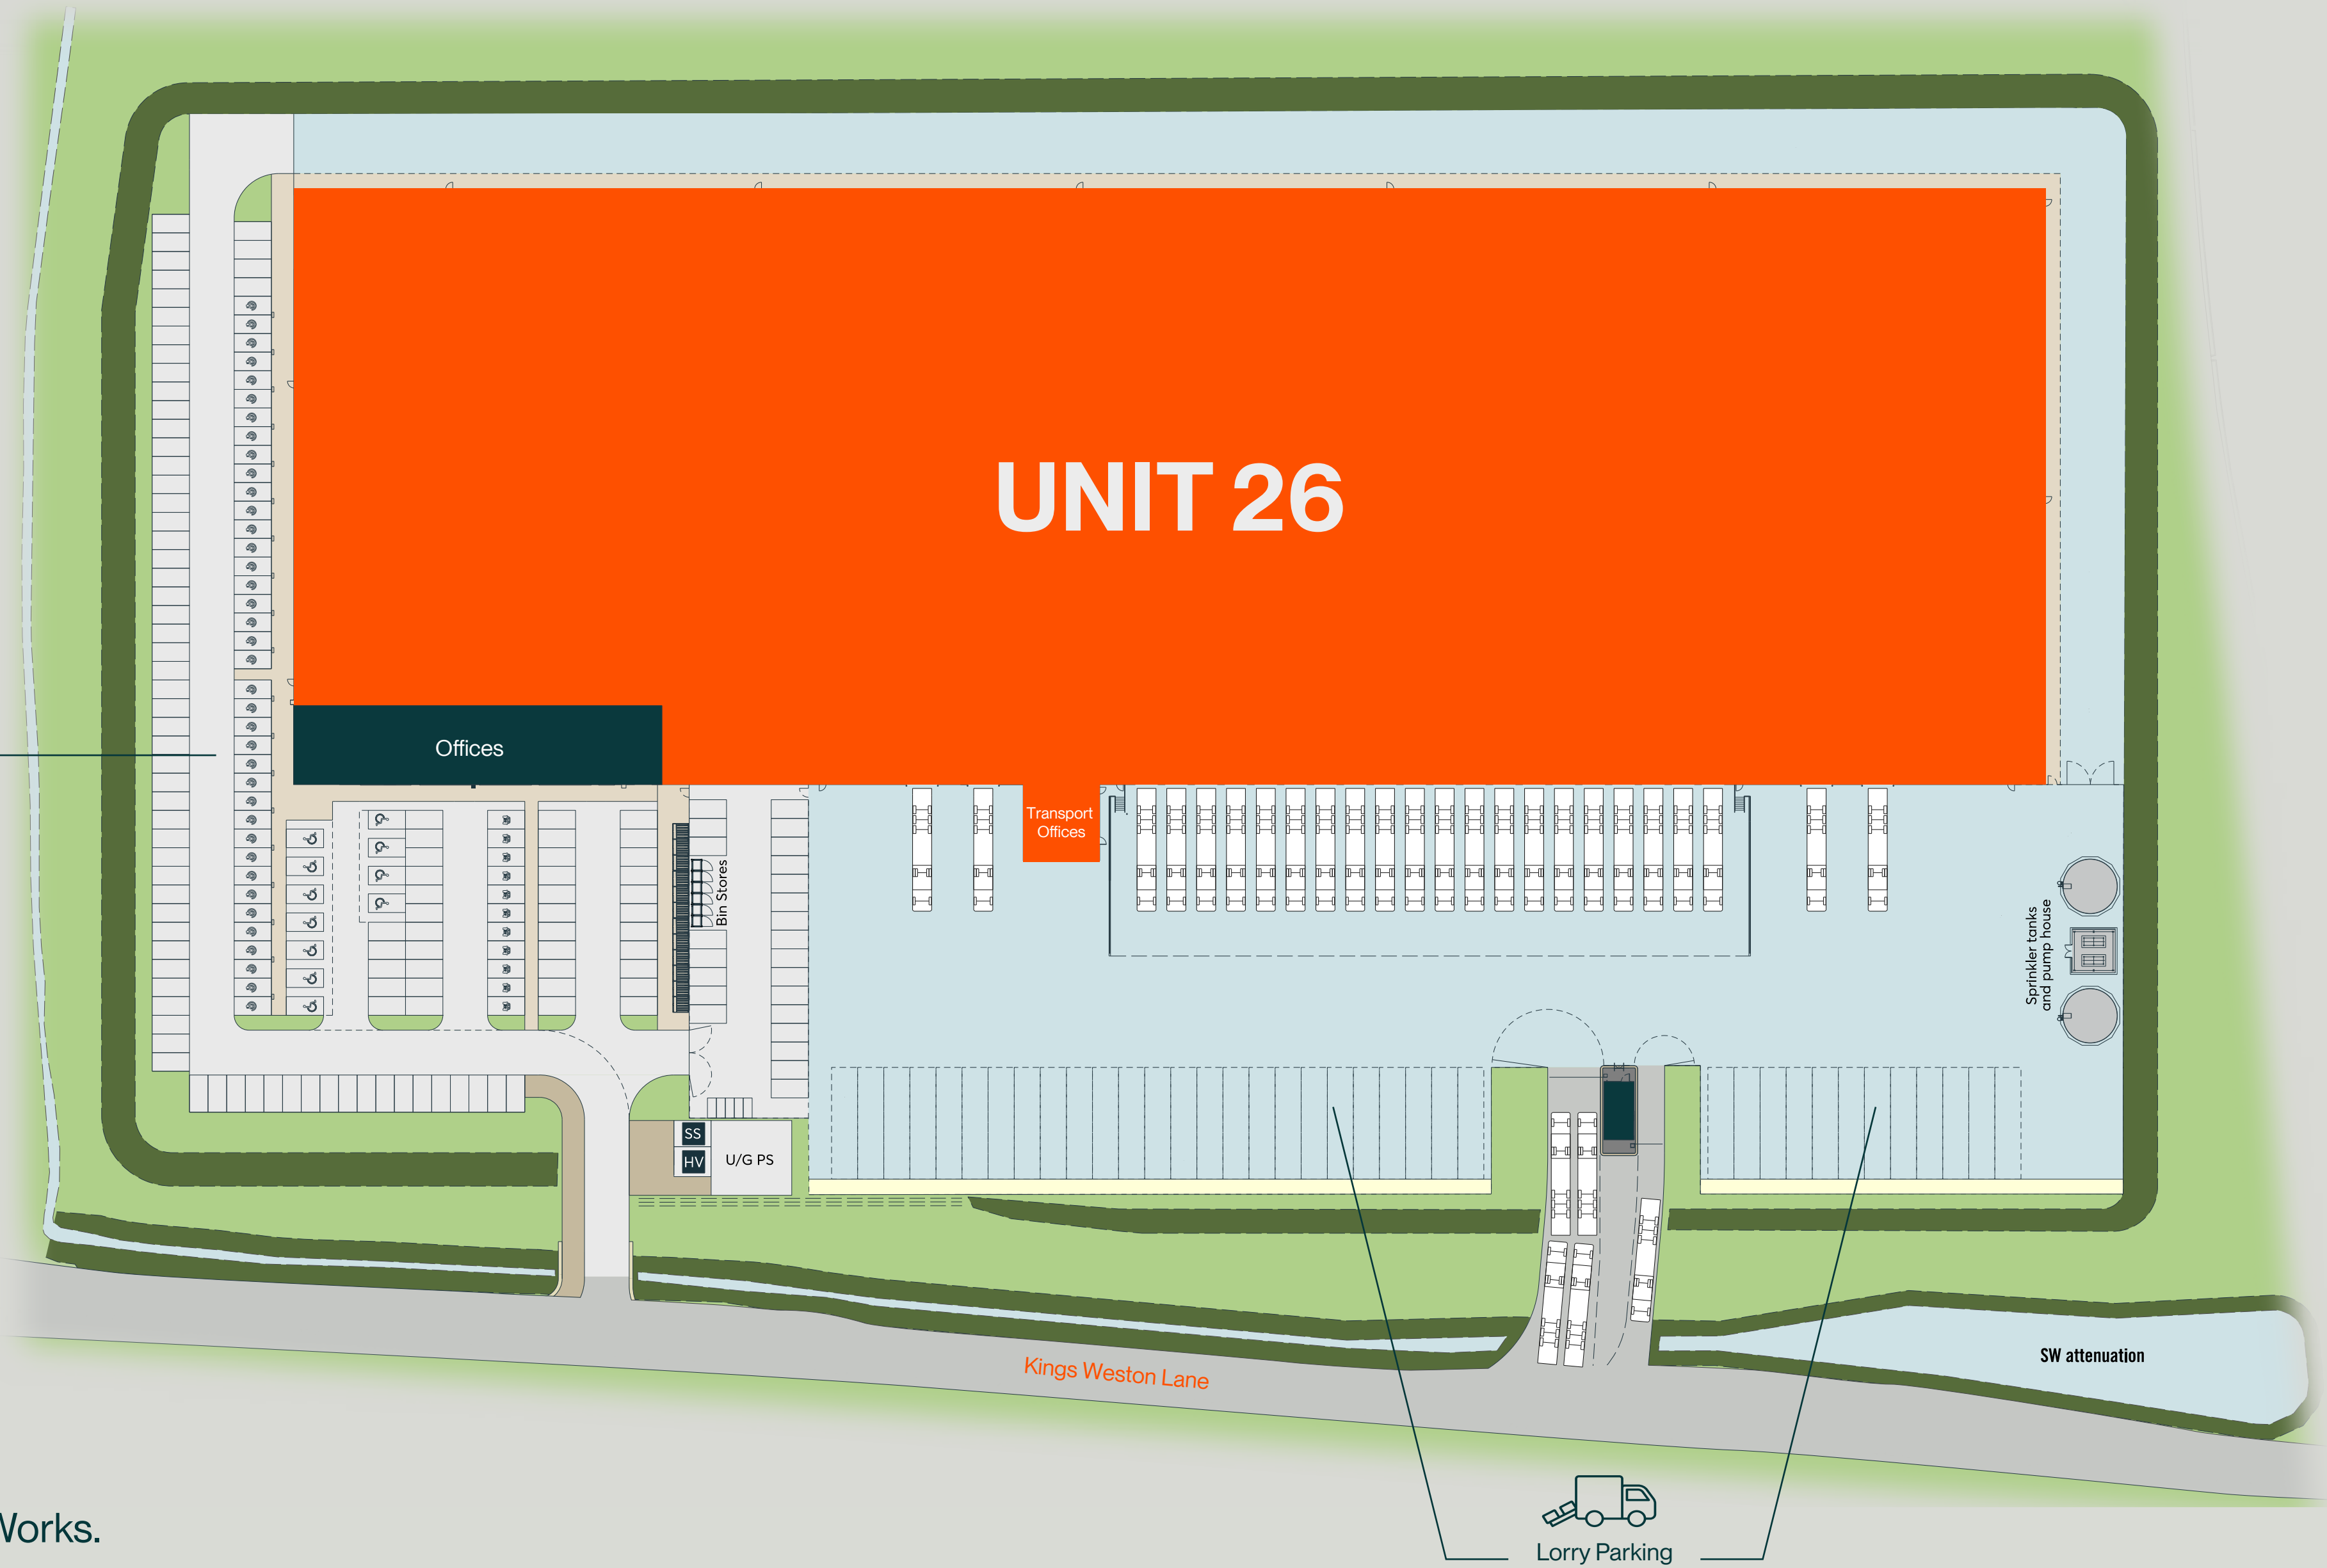 UNIT 26
Offices
Transport
Offices
Bin Stores
Sprinkler tanks
and pump house
SS
HV
U/G PS
Kings Weston Lane
SW attenuation
Works.
Lorry Parking